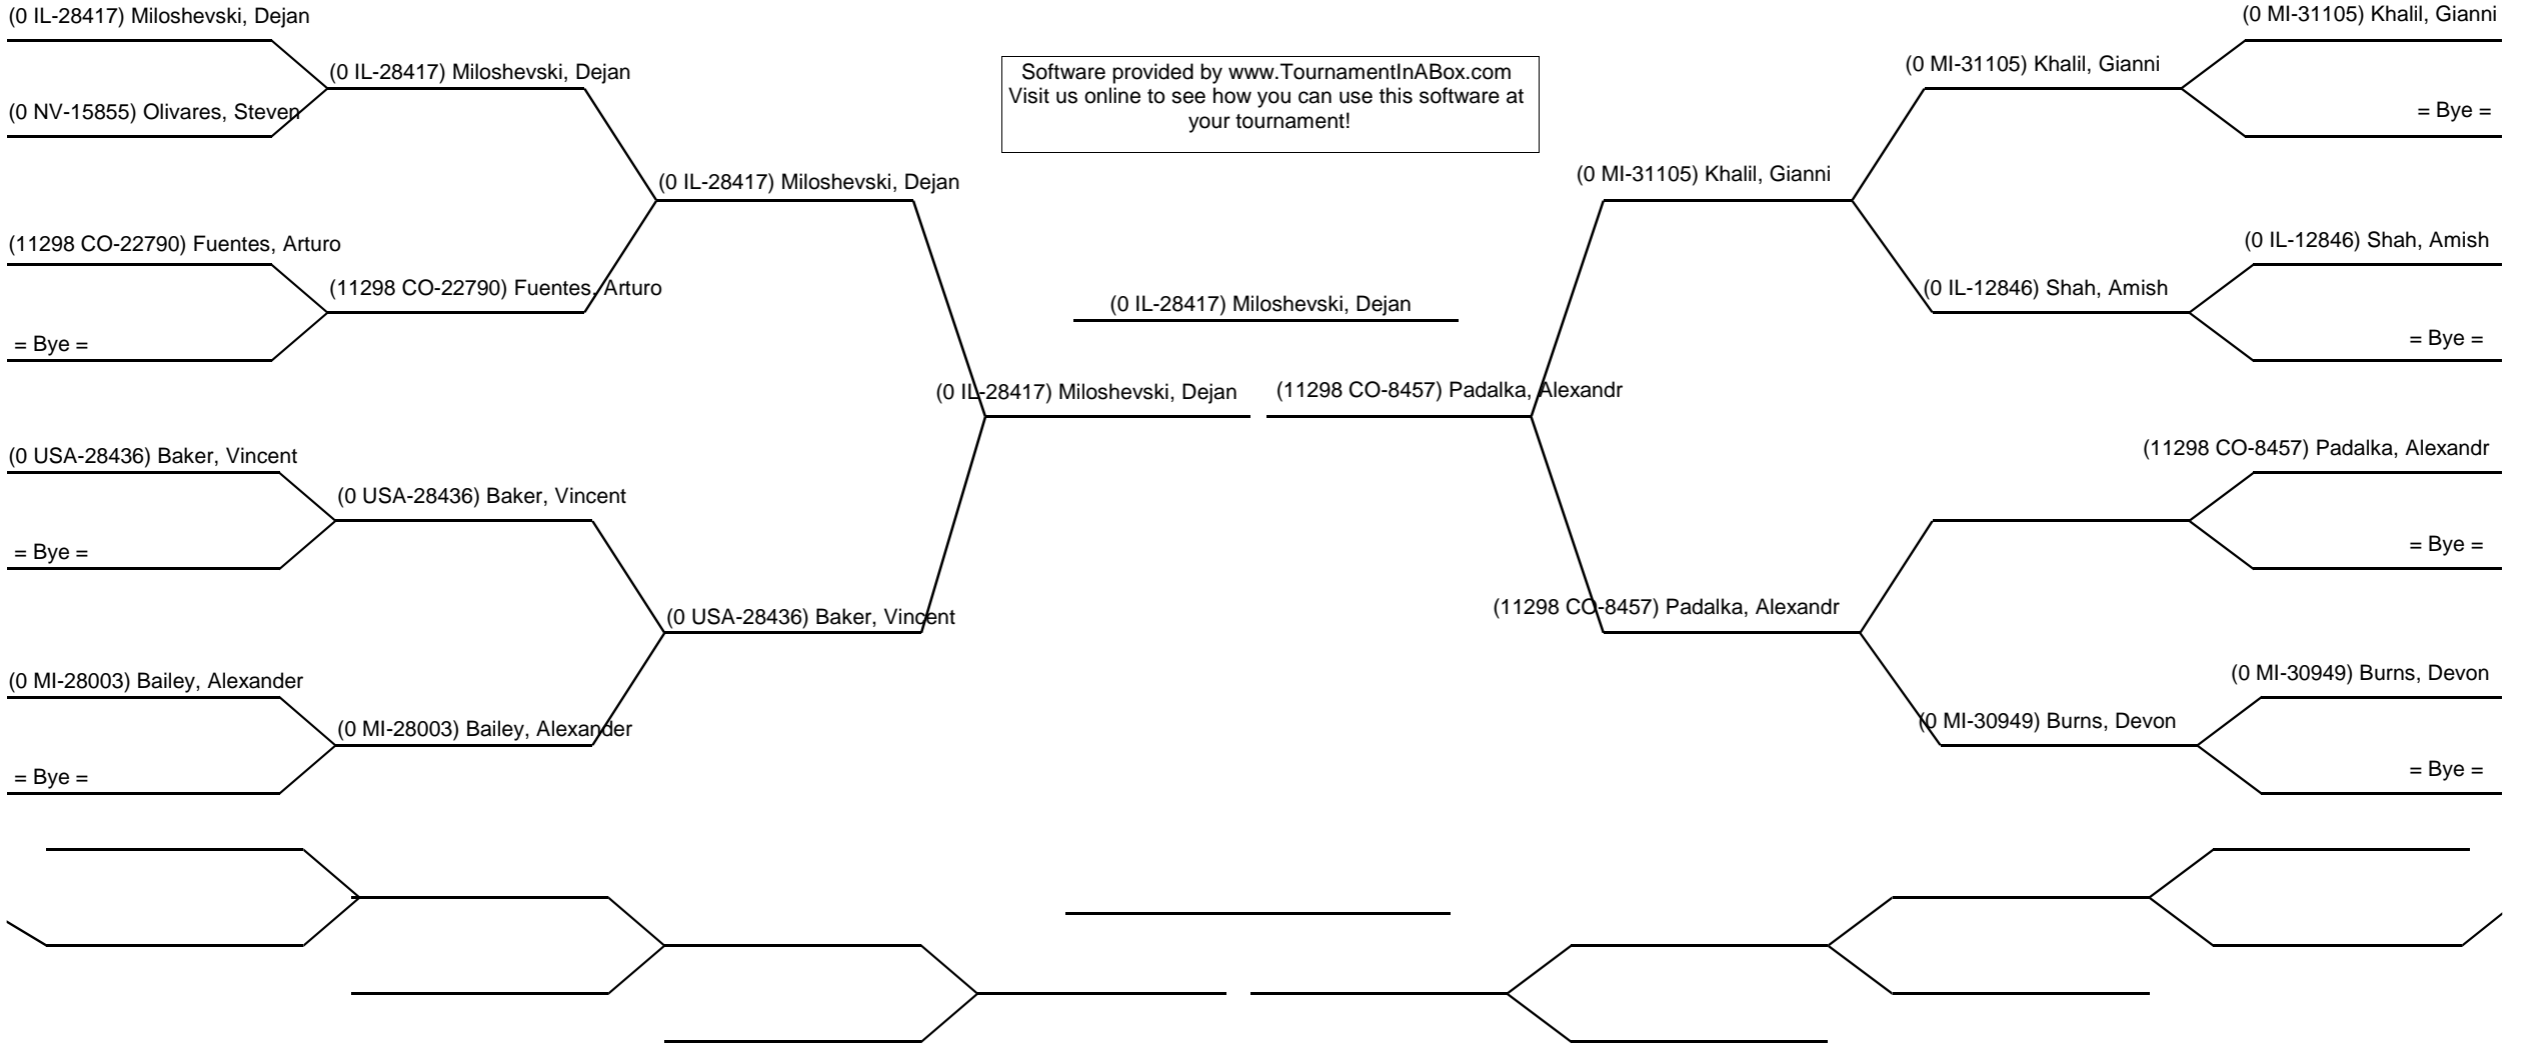 (0 IL-28417) Miloshevski, Dejan
(0 NV-15855) Olivares, Steven
(11298 CO-22790) Fuentes, Arturo
= Bye =
(0 USA-28436) Baker, Vincent
= Bye =
(0 MI-28003) Bailey, Alexander
= Bye =
(0 IL-28417) Miloshevski, Dejan
(11298 CO-22790) Fuentes, Arturo
(0 USA-28436) Baker, Vincent
(0 MI-28003) Bailey, Alexander
(0 IL-28417) Miloshevski, Dejan
(0 USA-28436) Baker, Vincent
(0 IL-28417) Miloshevski, Dejan
Software provided by www.TournamentInABox.com
Visit us online to see how you can use this software at
your tournament!
(0 IL-28417) Miloshevski, Dejan
(11298 CO-8457) Padalka, Alexandr
(0 MI-31105) Khalil, Gianni
(11298 CO-8457) Padalka, Alexandr
(0 MI-31105) Khalil, Gianni
(0 IL-12846) Shah, Amish
(0 MI-30949) Burns, Devon
(0 MI-31105) Khalil, Gianni
= Bye =
(0 IL-12846) Shah, Amish
= Bye =
(11298 CO-8457) Padalka, Alexandr
= Bye =
(0 MI-30949) Burns, Devon
= Bye =